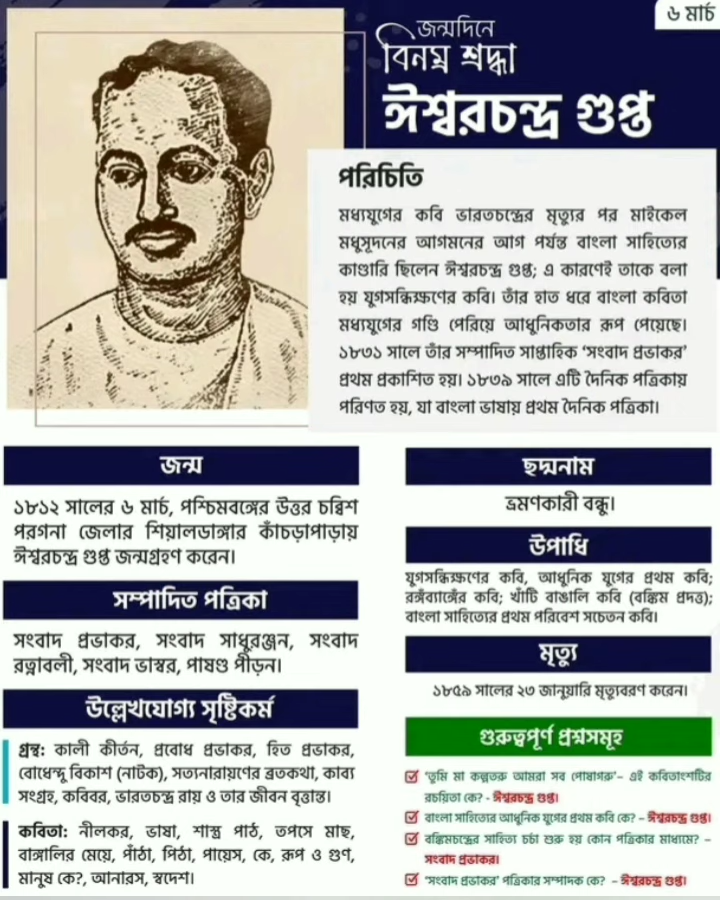 ৬ মার্চ
জন্মদিনে
বিনম্র শ্রদ্ধা
ঈশ্বরচন্দ্র গুপ্ত
পরিচিতি
মধ্যযুগের কবি ভারতচন্দ্রের মৃত্যুর পর মাইকেল
মধুসূদনের আগমনের আগ পর্যন্ত বাংলা সাহিত্যের
কাণ্ডারি ছিলেন ঈশ্বরচন্দ্র গুপ্ত; এ কারণেই তাকে বলা
হয় যুগসন্ধিক্ষণের কবি। তাঁর হাত ধরে বাংলা কবিতা
মধ্যযুগের গণ্ডি পেরিয়ে আধুনিকতার রূপ পেয়েছে।
১৮৩১ সালে তাঁর সম্পাদিত সাপ্তাহিক ‘সংবাদ প্রভাকর’
প্রথম প্রকাশিত হয়। ১৮৩৯ সালে এটি দৈনিক পত্রিকায়
পরিণত হয়, যা বাংলা ভাষায় প্রথম দৈনিক পত্রিকা।
জন্ম
১৮১২ সালের ৬ মার্চ, পশ্চিমবঙ্গের উত্তর চব্বিশ
পরগনা জেলার শিয়ালডাঙ্গার কাঁচড়াপাড়ায়
ঈশ্বরচন্দ্র গুপ্ত জন্মগ্রহণ করেন।
সম্পাদিত পত্রিকা
সংবাদ প্রভাকর, সংবাদ সাধুরঞ্জন, সংবাদ
রত্নাবলী, সংবাদ ভাস্বর, পাষণ্ড পীড়ন।
উল্লেখযোগ্য সৃষ্টিকর্ম
গ্রন্থ: কালী কীর্তন, প্রবোধ প্রভাকর, হিত প্রভাকর,
বোধেন্দু বিকাশ (নাটক), সত্যনারায়ণের ব্রতকথা, কাব্য
সংগ্রহ, কবিবর, ভারতচন্দ্র রায় ও তার জীবন বৃত্তান্ত।
কবিতা: নীলকর, ভাষা, শাস্ত্র পাঠ, তপসে মাছ,
বাঙ্গালির মেয়ে, পাঁঠা, পিঠা, পায়েস, কে, রূপ ও গুণ,
মানুষ কে?, আনারস, স্বদেশ।
ছদ্মনাম
ভ্রমণকারী বন্ধু।
উপাধি
যুগসন্ধিক্ষণের কবি, আধুনিক যুগের প্রথম কবি;
রঙ্গব্যাঙ্গের কবি; খাঁটি বাঙালি কবি (বঙ্কিম প্রদত্ত);
বাংলা সাহিত্যের প্রথম পরিবেশ সচেতন কবি।
মৃত্যু
১৮৫৯ সালের ২৩ জানুয়ারি মৃত্যুবরণ করেন।
গুরুত্বপূর্ণ প্রশ্নসমূহ
‘তুমি মা কল্পতরু আমরা সব পোষাগরু’– এই কবিতাংশটির
রচয়িতা কে? - ঈশ্বরচন্দ্র গুপ্ত।
বাংলা সাহিত্যের আধুনিক যুগের প্রথম কবি কে? – ঈশ্বরচন্দ্র গুপ্ত।
বঙ্কিমচন্দ্রের সাহিত্য চর্চা শুরু হয় কোন পত্রিকার মাধ্যমে? –
সংবাদ প্রভাকর।
‘সংবাদ প্রভাকর’ পত্রিকার সম্পাদক কে? – ঈশ্বরচন্দ্র গুপ্ত।